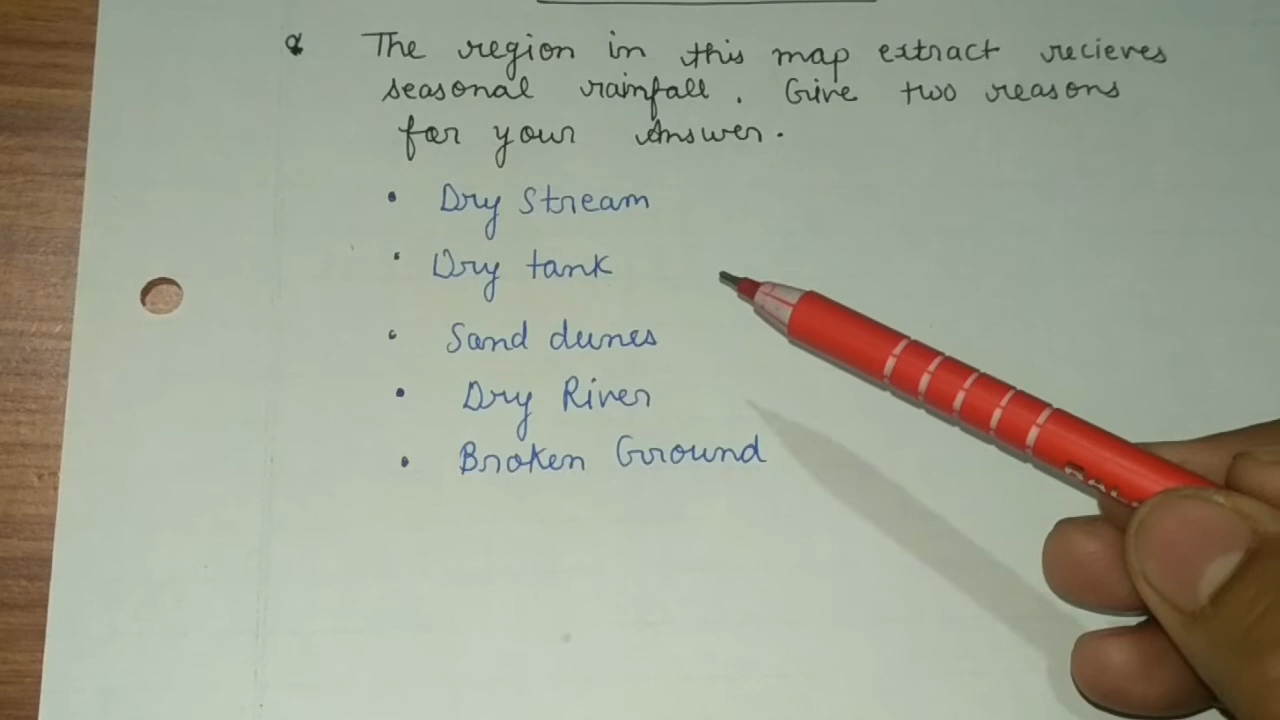 Q The region in this map extract recieves
seasonal rainfall. Give two reasons
for your Answer.
• Dry Stream
• Dry tank
• Sand dunes
• Dry River
• Broken Ground